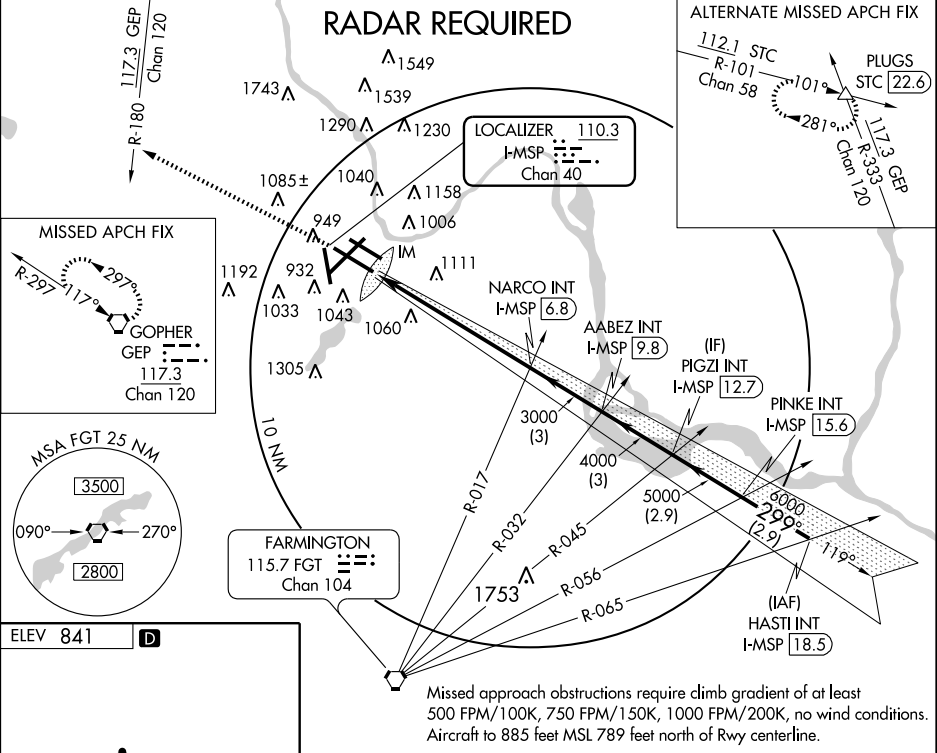 RADAR REQUIRED
R-180
117.3 GEP
Chan 120
1549
1743
1539
1290
1230
ALTERNATE MISSED APCH FIX
112.1 STC
R-101
Chan 58
101°
281°
PLUGS
STC 22.6
117.3 GEP
R-333
Chan 120
LOCALIZER 110.3
I-MSP
Chan 40
1085±
1040
1158
949
1006
IM
1192
932
1111
1033
1043
1060
1305
MISSED APCH FIX
R-297
297°
117°
GOPHER
GEP
117.3
Chan 120
NARCO INT
I-MSP 6.8
AABEZ INT
I-MSP 9.8
(IF)
PIGZI INT
I-MSP 12.7
PINKE INT
I-MSP 15.6
3000
(3)
4000
(3)
5000
(2.9)
6000
299°
(2.9)
119°
10 NM
MSA FGT 25 NM
3500
090°
270°
2800
R-017
R-032
R-045
R-056
R-065
FARMINGTON
115.7 FGT
Chan 104
1753
(IAF)
HASTI INT
I-MSP 18.5
ELEV 841
D
Missed approach obstructions require climb gradient of at least
500 FPM/100K, 750 FPM/150K, 1000 FPM/200K, no wind conditions.
Aircraft to 885 feet MSL 789 feet north of Rwy centerline.